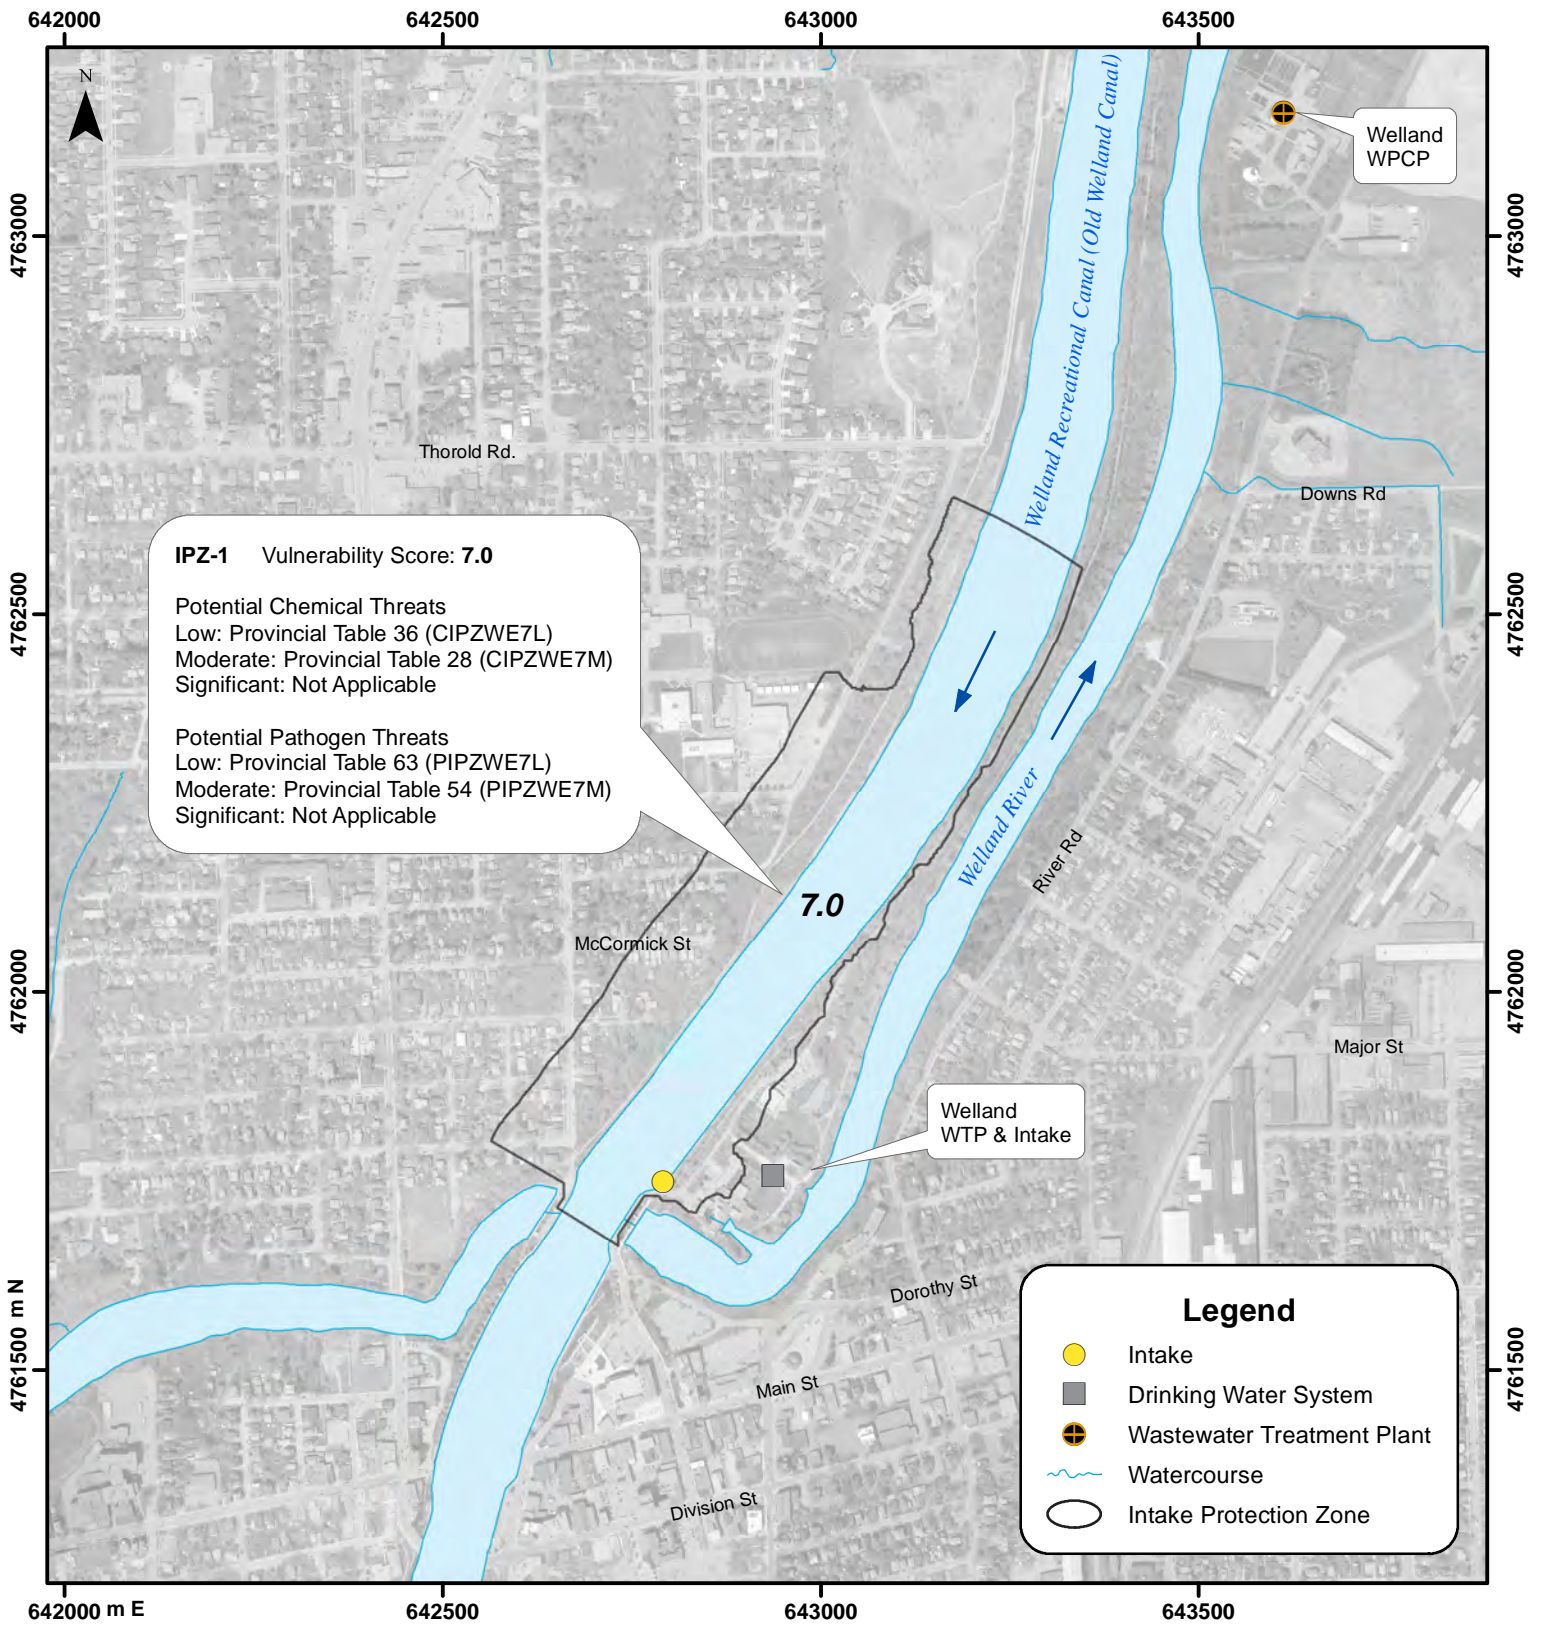 642000
642500
643000
643500
N
Welland
WPCP
Welland Recreational Canal (Old Welland Canal)
4763000
4763000
Thorold Rd.
Downs Rd
IPZ-1 Vulnerability Score: 7.0
Potential Chemical Threats
Low: Provincial Table 36 (CIPZWE7L)
Moderate: Provincial Table 28 (CIPZWE7M)
Significant: Not Applicable
Potential Pathogen Threats
Low: Provincial Table 63 (PIPZWE7L)
Moderate: Provincial Table 54 (PIPZWE7M)
Significant: Not Applicable
4762500
4762500
Welland River
River Rd
7.0
McCormick St
4762000
4762000
Major St
Welland
WTP & Intake
Dorothy St
Main St
Division St
4761500 m N
4761500
Legend
Intake
Drinking Water System
Wastewater Treatment Plant
Watercourse
Intake Protection Zone
642000 m E
642500
643000
643500